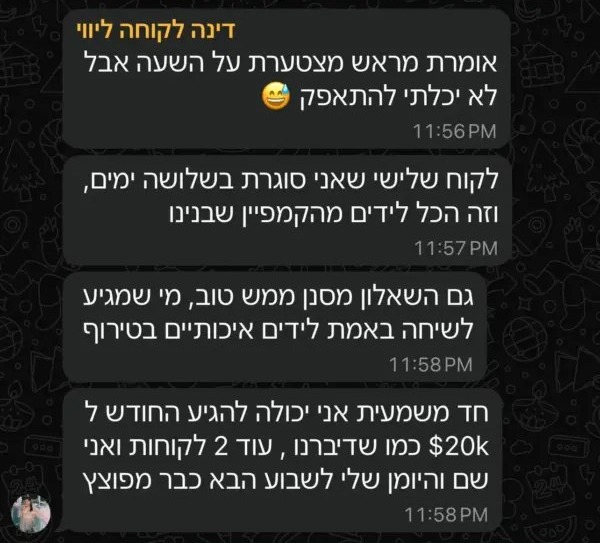 דינה לקוחה ליווי
אומרת מראש מצטערת על השעה אבל
לא יכלתי להתאפק 😅
11:56 PM
לקוח שלישי שאני סוגרת בשלושה ימים,
וזה הכל לידים מהקמפיין שבנינו
11:57 PM
גם השאלון מסנן ממש טוב, מי שמגיע
לשיחה באמת לידים איכותיים בטירוף
11:58 PM
חד משמעית אני יכולה להגיע החודש ל
$20k כמו שדיברנו , עוד 2 לקוחות ואני
שם והיומן שלי לשבוע הבא כבר מפוצץ
11:58 PM